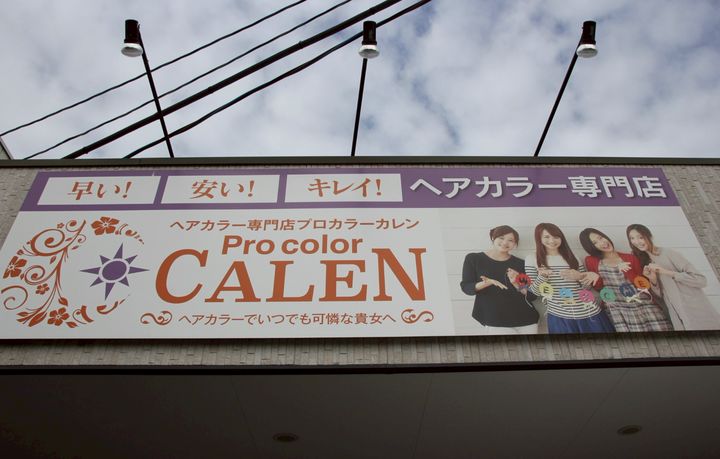 早い! 安い! キレイ! ヘアカラー専門店
ヘアカラー専門店プロカラーカレン
Pro color
CALEN
ヘアカラーでいつでも可憐な貴女へ